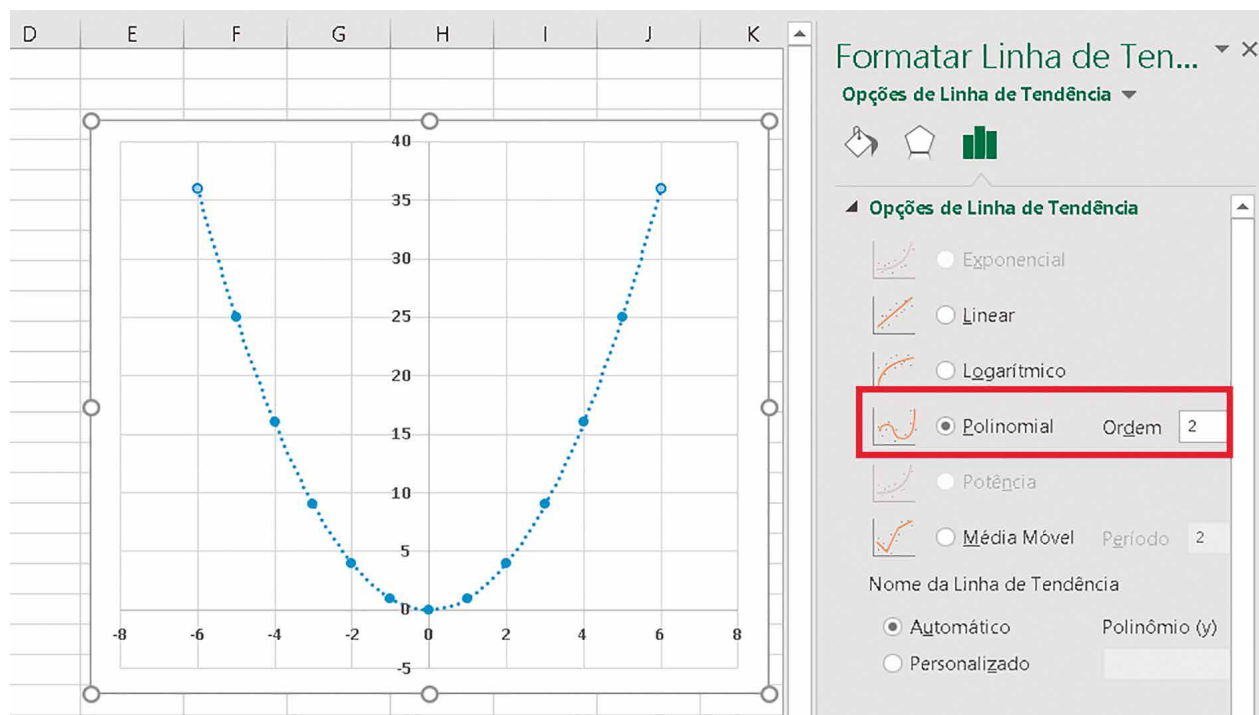 D E F G H I J K
40
35
30
25
20
15
10
5
0
-8 -6 -4 -2 0 2 4 6 8
-5
Formatar Linha de Ten...
Opções de Linha de Tendência
Opções de Linha de Tendência
Exponencial
Linear
Logarítmico
Polinomial Ordem 2
Potência
Média Móvel Período 2
Nome da Linha de Tendência
Automático Polinômio (y)
Personalizado